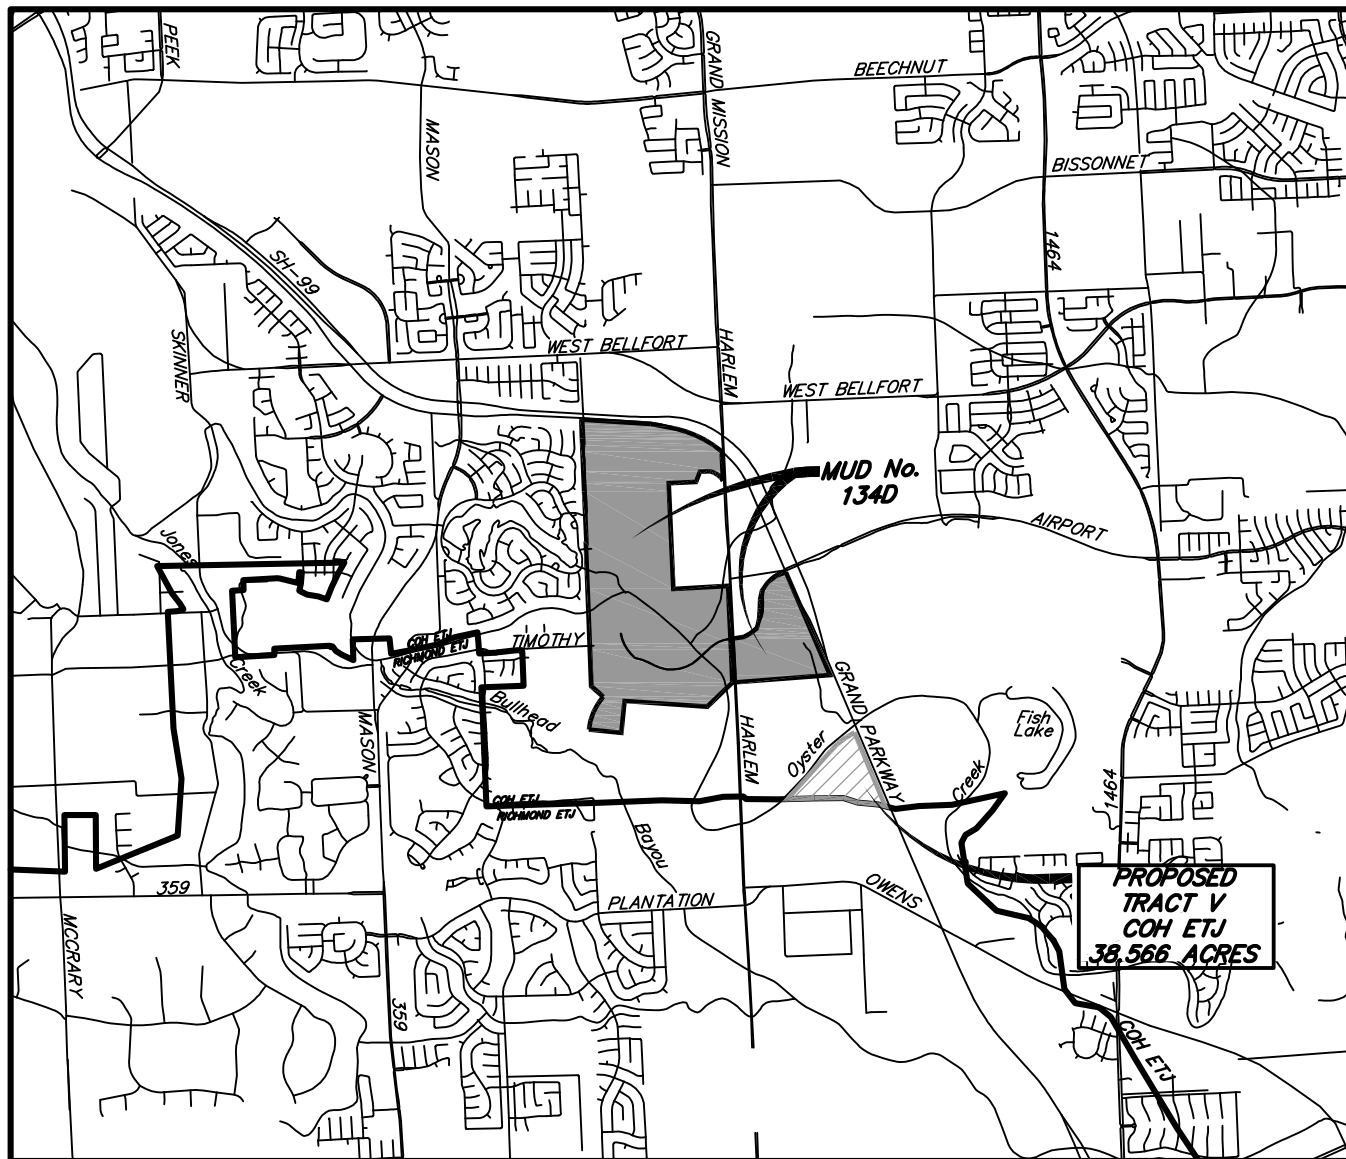 PEEK
GRAND MISSION
BEECHNUT
MASON
BISSONNET
1464
SH-99
SKINNER
WEST BELLFORT
HARLEM
WEST BELLFORT
MUD No.
134D
AIRPORT
Jones
Creek
COH ETJ
RICHMOND ETJ
TIMOTHY
Bullhead
Bayou
MASON
HARLEM
GRAND PARKWAY
Oyster
Creek
Fish
Lake
1464
COH ETJ
RICHMOND ETJ
359
PLANTATION
OWENS
PROPOSED
TRACT V
COH ETJ
38.566 ACRES
MCCRARY
359
COH ETJ